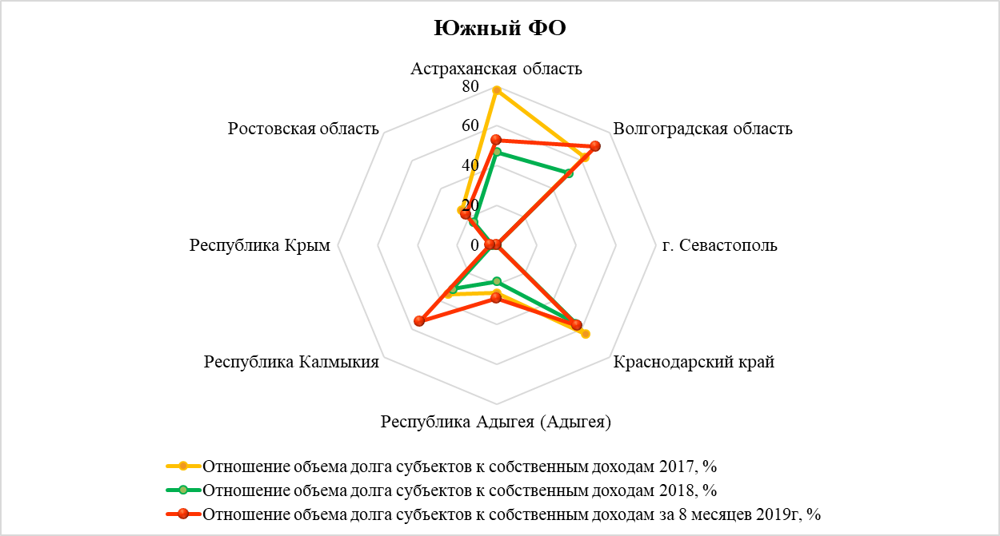 Южный ФО
Астраханская область
80
Ростовская область
Волгоградская область
60
40
20
Республика Крым
0
г. Севастополь
Республика Калмыкия
Краснодарский край
Республика Адыгея (Адыгея)
Отношение объема долга субъектов к собственным доходам 2017, %
Отношение объема долга субъектов к собственным доходам 2018, %
Отношение объема долга субъектов к собственным доходам за 8 месяцев 2019г, %